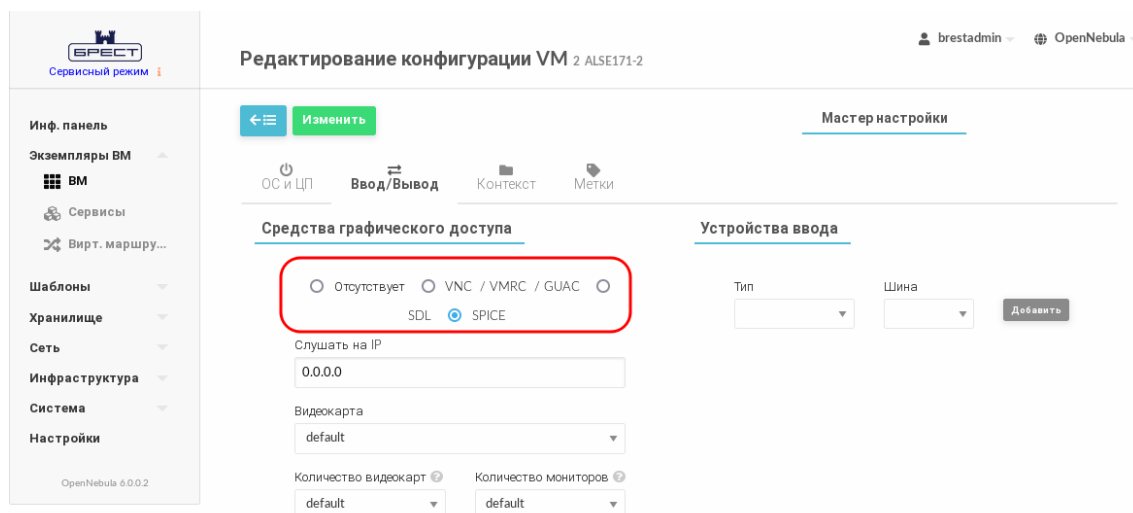 БРЕСТ
Сервисный режим i
Редактирование конфигурации VM 2 ALSE171-2
brestadmin
OpenNebula
Инф. панель
Экземпляры ВМ
ВМ
Сервисы
Вирт. маршру...
Шаблоны
Хранилище
Сеть
Инфраструктура
Система
Настройки
OpenNebula 6.0.0.2
Изменить
Мастер настройки
ОС и ЦП
Ввод/Вывод
Контекст
Метки
Средства графического доступа
Отсутствует VNC / VMRC / GUAC
SDL SPICE
Слушать на IP
0.0.0.0
Видеокарта
default
Количество видеокарт ? Количество мониторов ?
default default
Устройства ввода
Тип Шина
Добавить